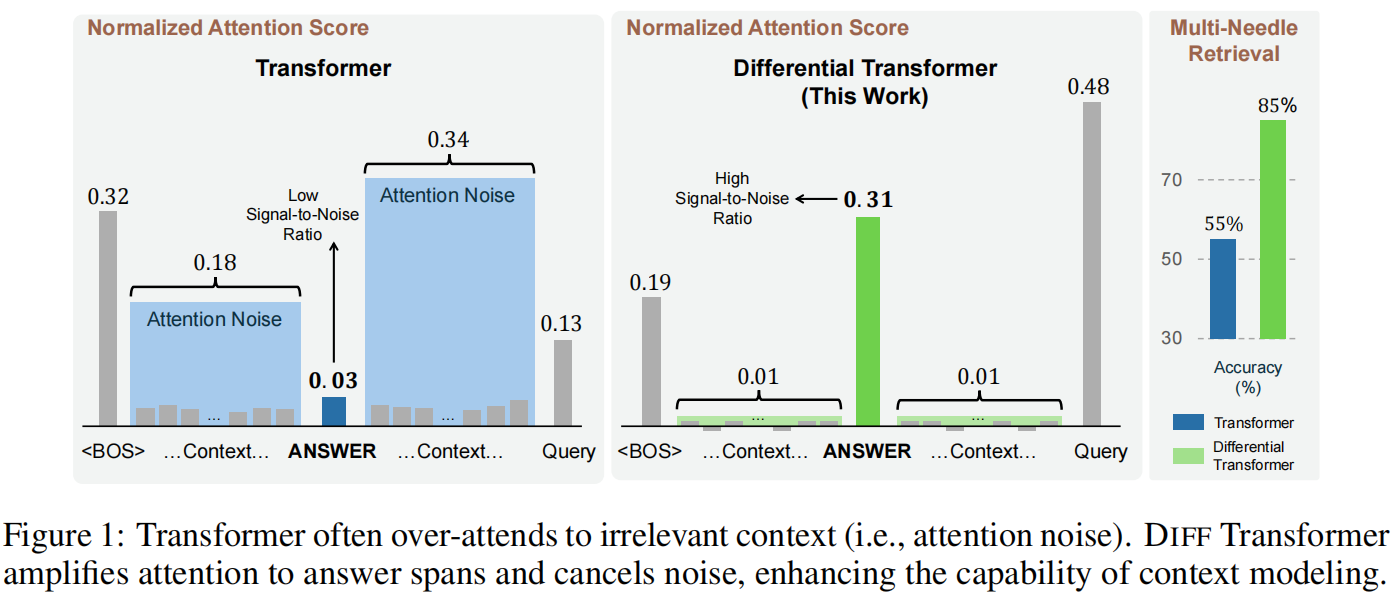 Normalized Attention Score
Transformer
0.32
0.18
Attention Noise
Low
Signal-to-Noise
Ratio
0.03
0.34
Attention Noise
0.13
...
...
<BOS> ...Context... ANSWER ...Context... Query
Normalized Attention Score
Differential Transformer
(This Work)
0.19
High
Signal-to-Noise
Ratio
0.31
0.01
0.01
0.48
...
...
<BOS> ...Context... ANSWER ...Context... Query
Multi-Needle
Retrieval
85%
70
55%
50
30
Accuracy
(%)
Transformer
Differential
Transformer
Figure 1: Transformer often over-attends to irrelevant context (i.e., attention noise). DIFF Transformer
amplifies attention to answer spans and cancels noise, enhancing the capability of context modeling.